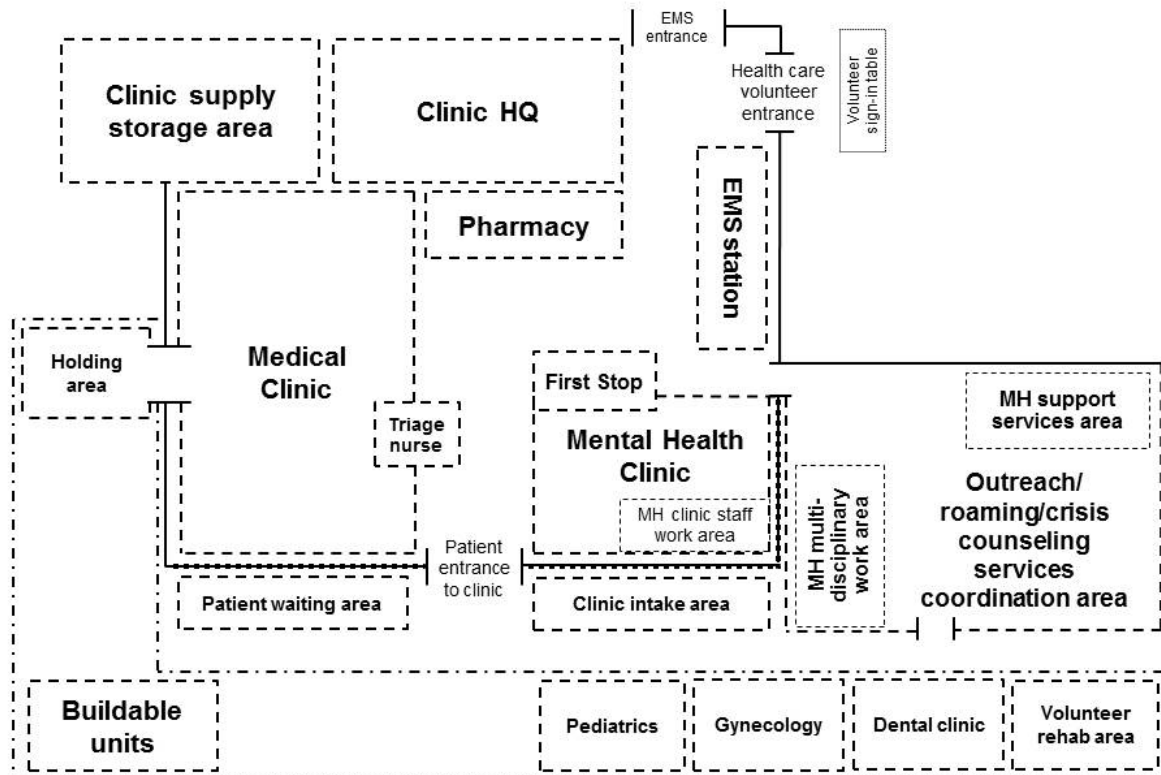 EMS
entrance
Clinic supply
storage area
Clinic HQ
Health care
volunteer
entrance
Volunteer
sign-in table
Pharmacy
EMS station
Holding
area
Medical
Clinic
First Stop
Triage
nurse
Mental Health
Clinic
MH clinic staff
work area
MH support
services area
MH multi-
disciplinary
work area
Outreach/
roaming/crisis
counseling
services
coordination area
Patient
entrance
to clinic
Patient waiting area
Clinic intake area
Buildable
units
Pediatrics
Gynecology
Dental clinic
Volunteer
rehab area